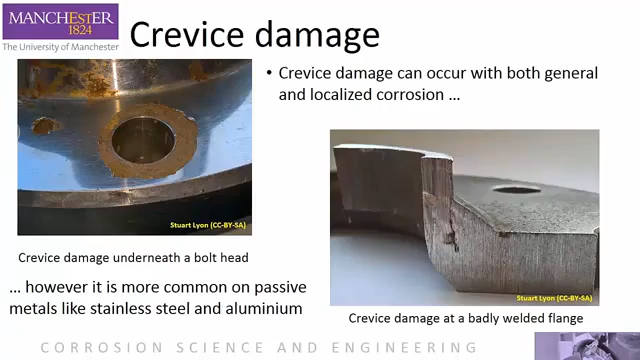 MANCHESTER
1824
The University of Manchester
Crevice damage
• Crevice damage can occur with both general
and localized corrosion …
Stuart Lyon (CC-BY-SA)
Crevice damage underneath a bolt head
… however it is more common on passive
metals like stainless steel and aluminium
Stuart Lyon (CC-BY-SA)
Crevice damage at a badly welded flange
CORROSION SCIENCE AND ENGINEERING